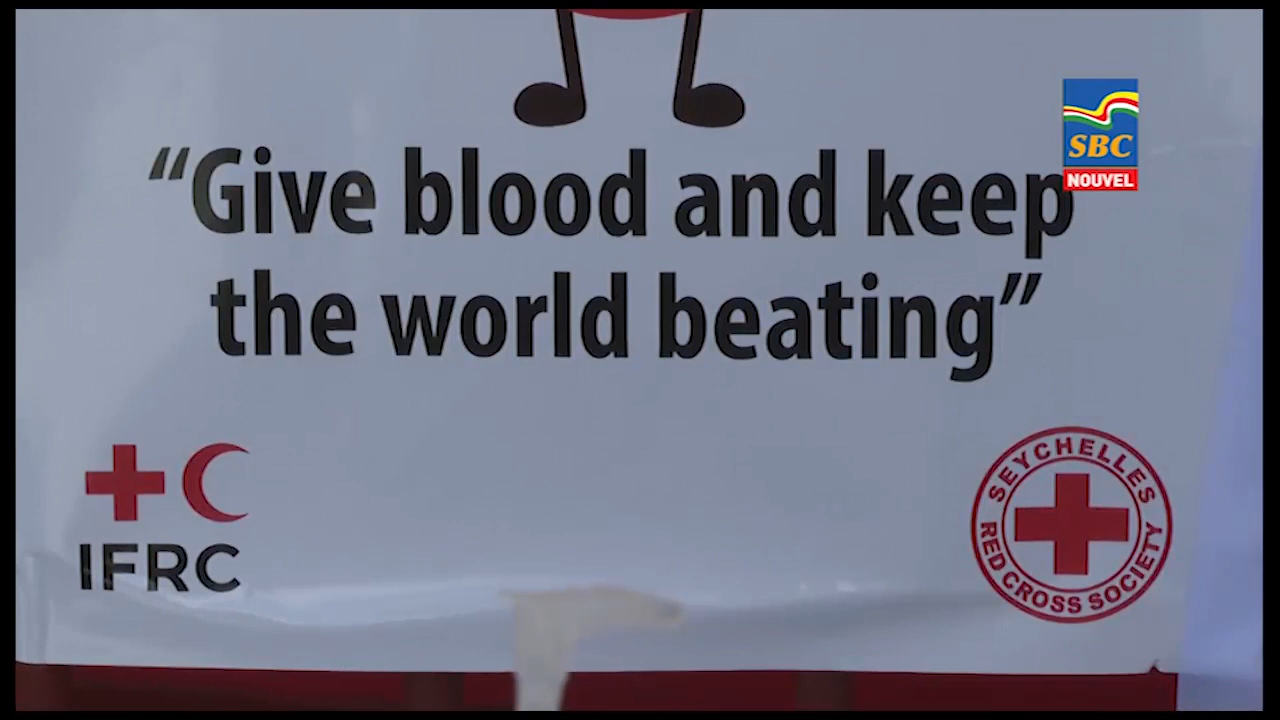 “Give blood and keep
the world beating”
SBC
NOUVEL
IFRC
SEYCHELLES
RED CROSS SOCIETY